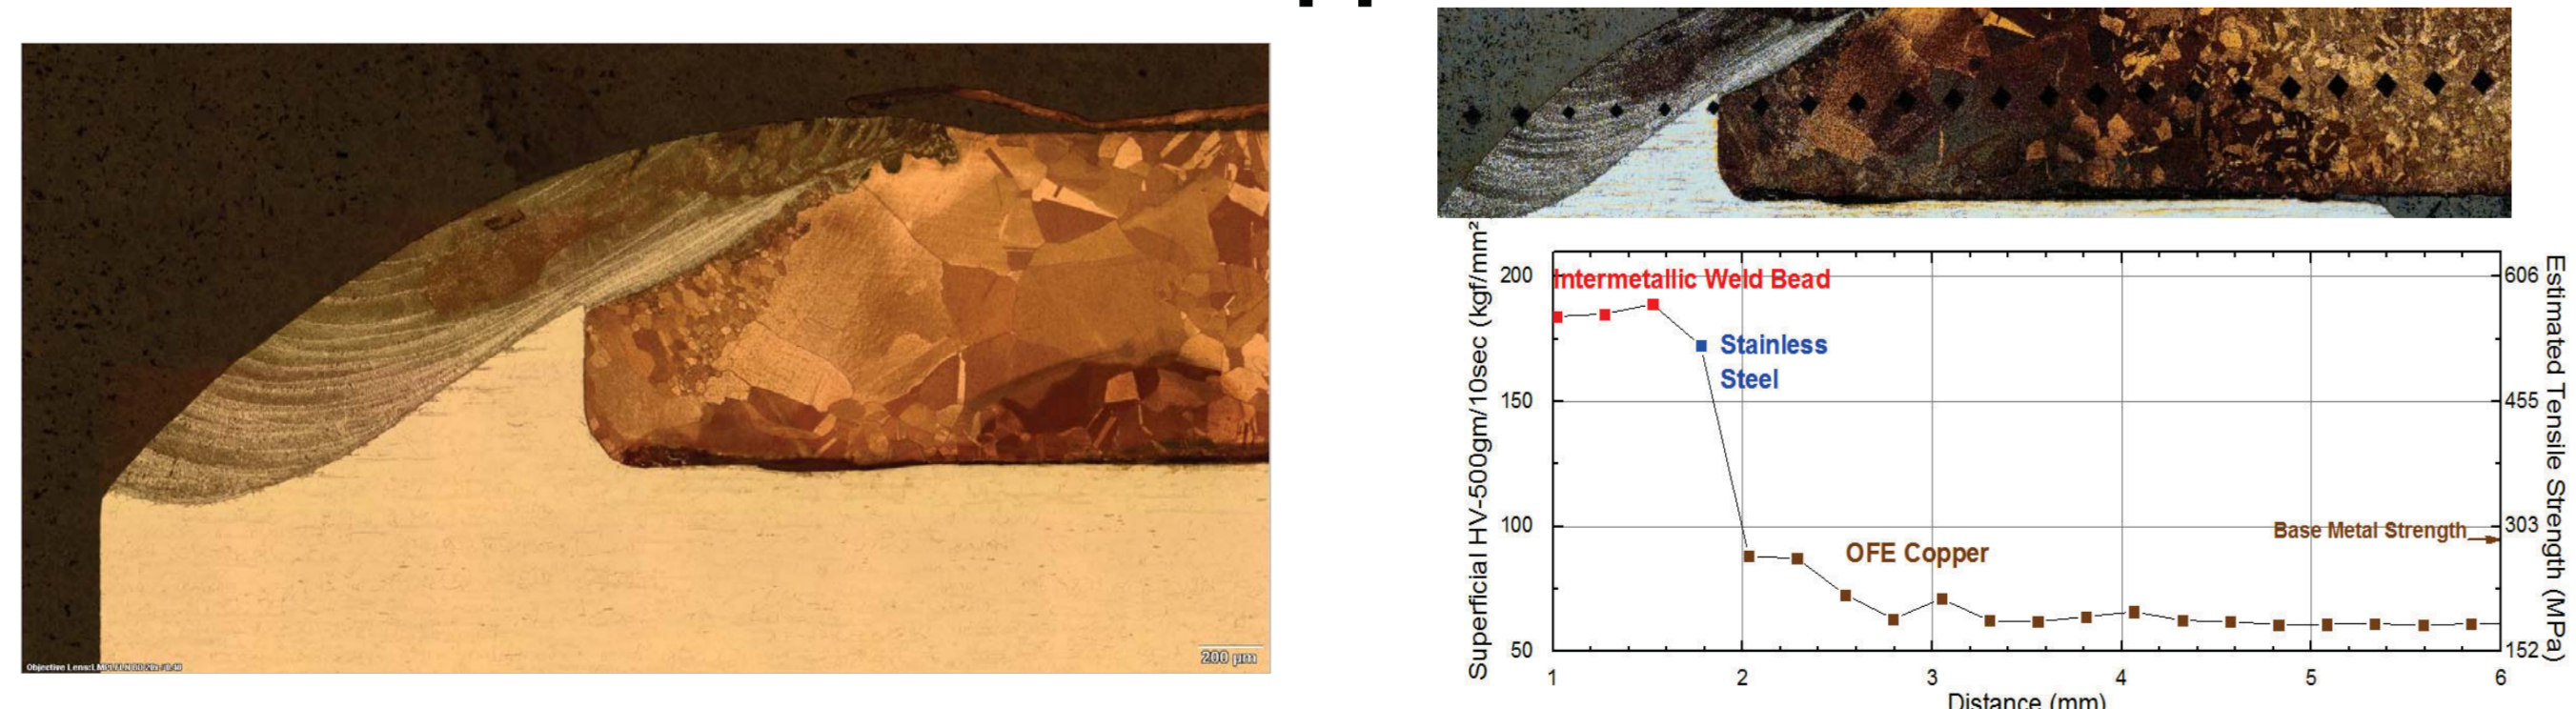 200 µm
Superficial HV-500gm/10sec (kgf/mm²
200
150
100
50
Intermetallic Weld Bead
Stainless
Steel
OFE Copper
Base Metal Strength
606
455
303
152
Estimated Tensile Strength (MPa)
1 2 3 4 5 6
Distance (mm)